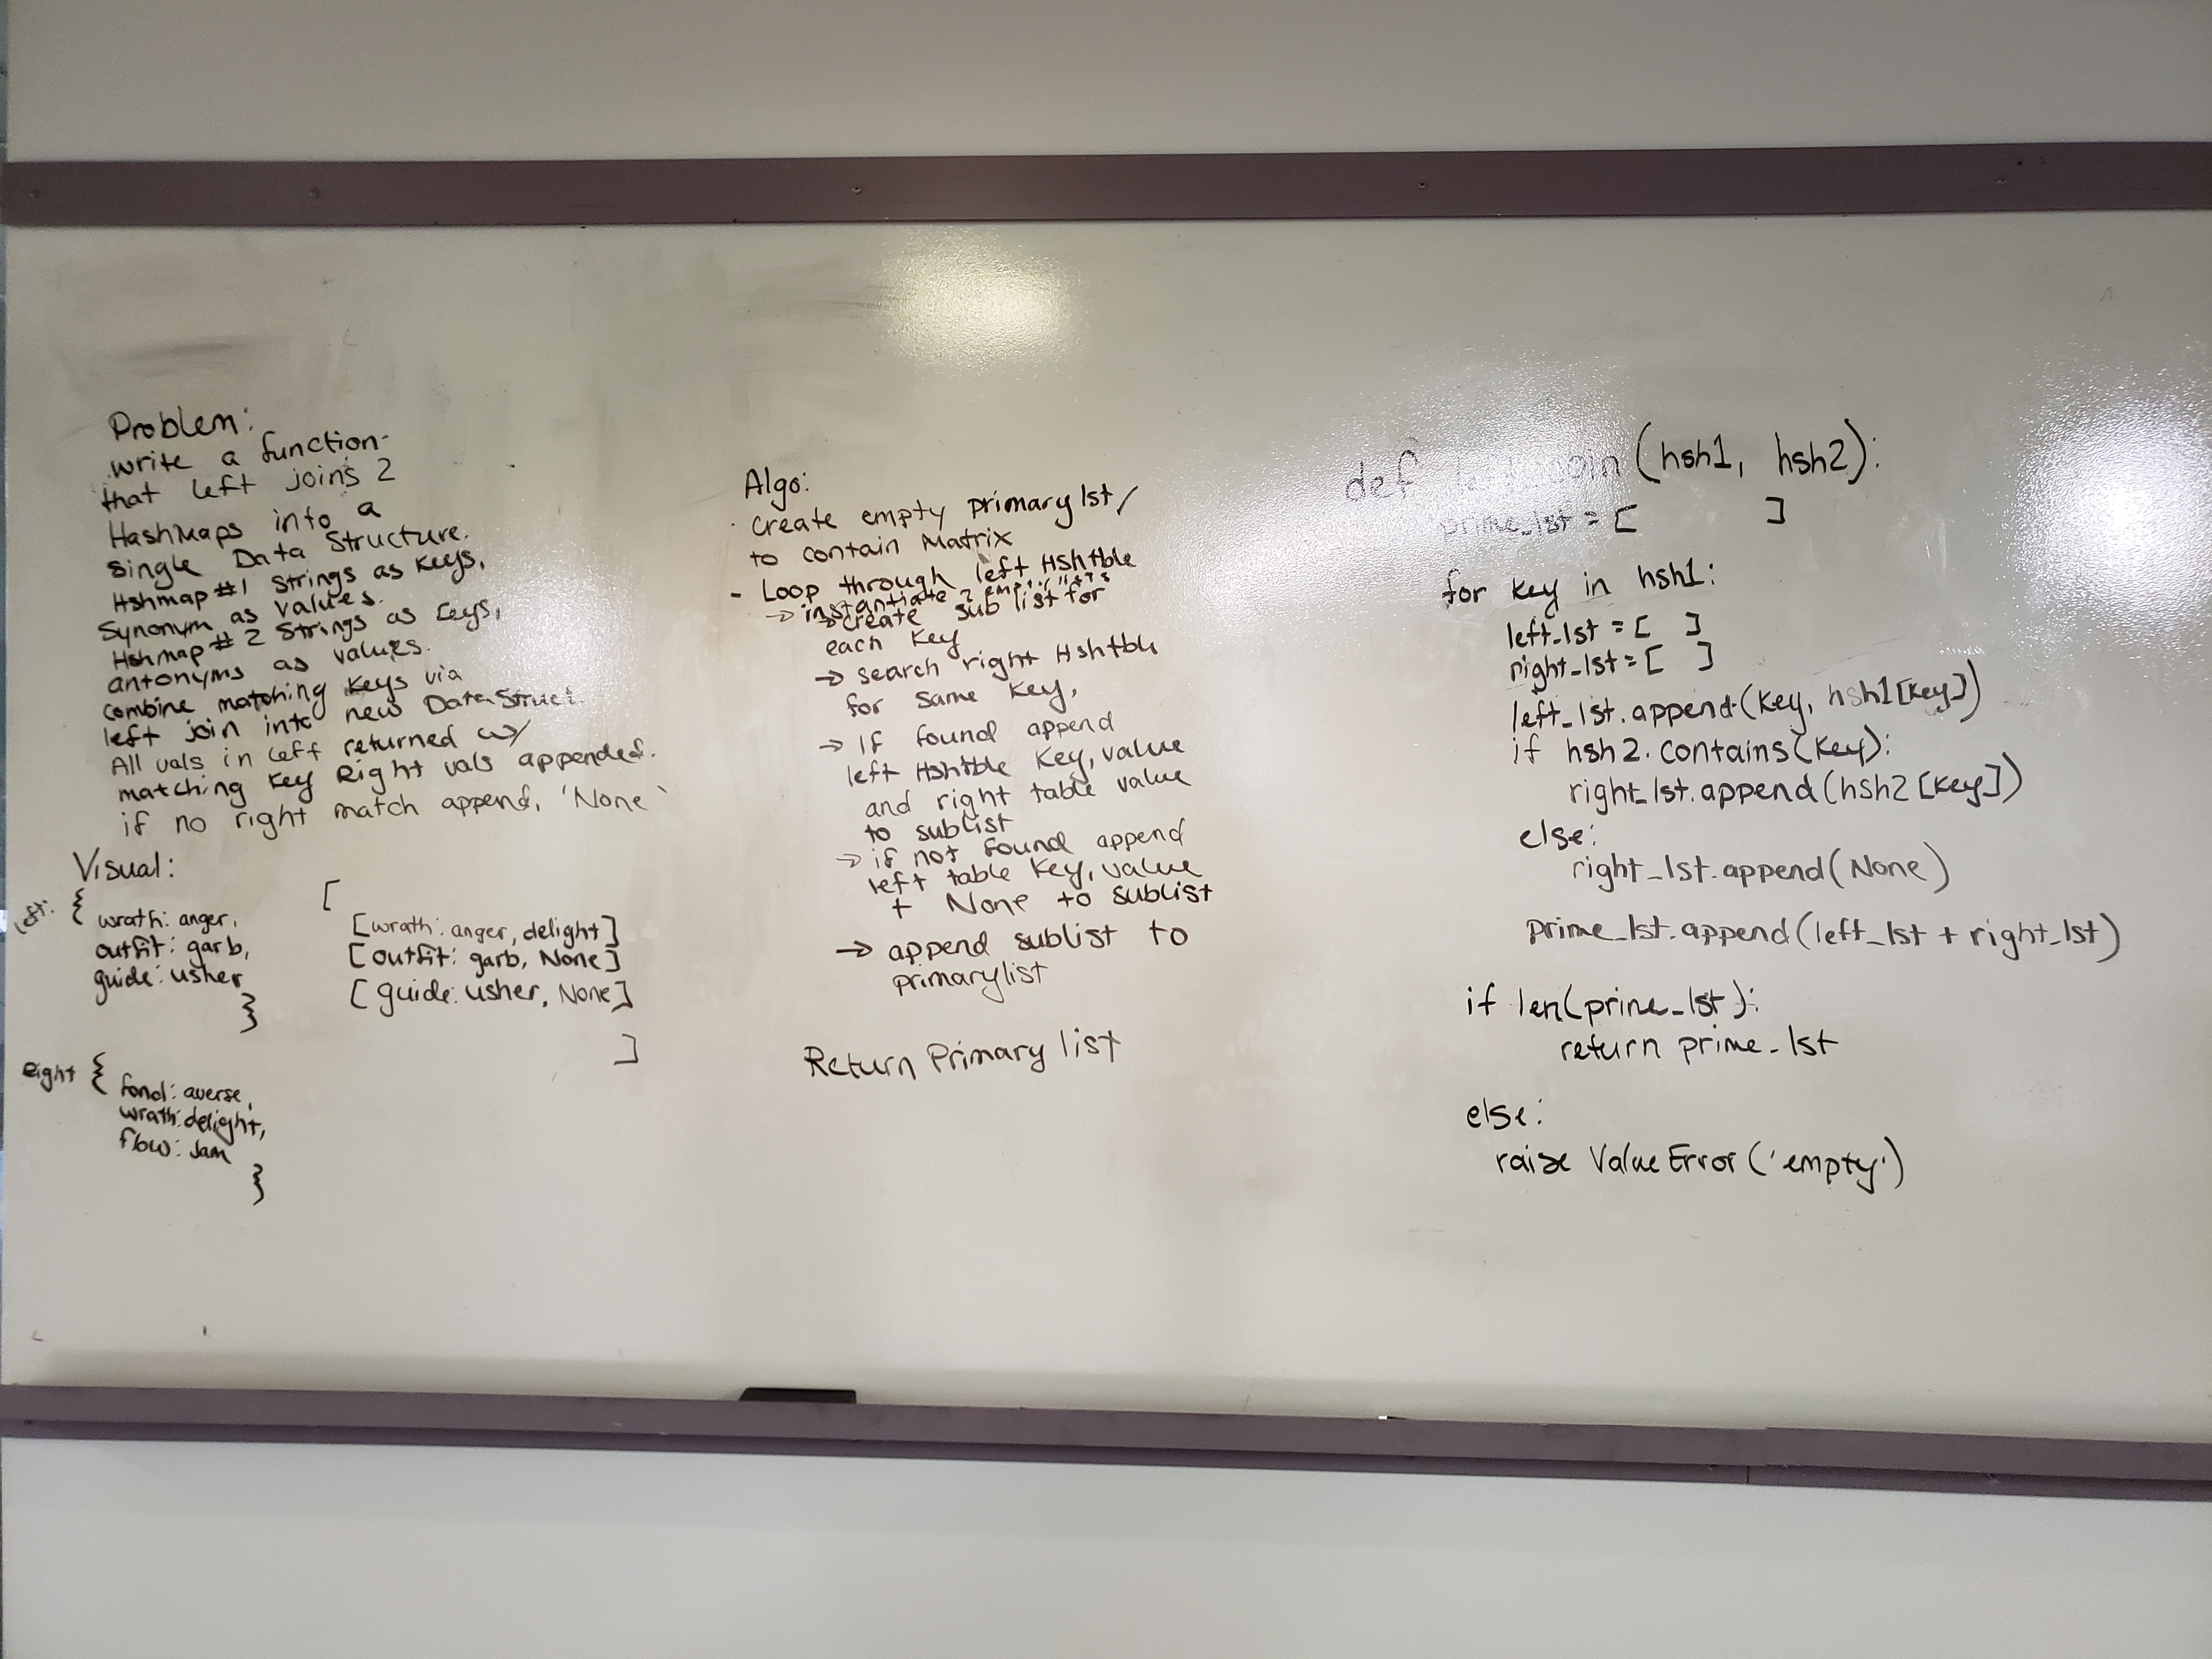 Problem:
write a function
that left joins 2
HashMaps into a
single Data Structure.
Hshmap #1 Strings as Keys,
Synonym as values.
Hshmap #2 Strings as Keys,
antonyms as values.
combine matching Keys via
left join into new Data Struct.
All vals in left returned w/
matching Key Right vals appended.
if no right match append, 'None'
Visual:
left: {
wrath: anger,
outfit: garb,
guide: usher
}
[
[wrath: anger, delight]
[outfit: garb, None]
[guide: usher, None]
]
Right {
fond: averse,
wrath: delight,
flow: Jam
}
Algo:
- Create empty primary lst/
to contain Matrix
- Loop through left Hshtble
→ instantiate 2 empty lists
→ create sub list for
each Key
→ search right Hshtble
for same Key,
→ If found append
left Hshtble Key, value
and right table value
to sublist
→ if not found append
left table Key, value
+ None to sublist
→ append sublist to
primarylist
Return Primary list
def join (hsh1, hsh2):
prime_lst = [ ]
for Key in hsh1:
left_lst = [ ]
right_lst = [ ]
left_lst.append(Key, hsh1[Key])
if hsh2.contains(Key):
right_lst.append(hsh2[Key])
else:
right_lst.append(None)
prime_lst.append(left_lst + right_lst)
if len(prime_lst):
return prime_lst
else:
raise ValueError('empty')